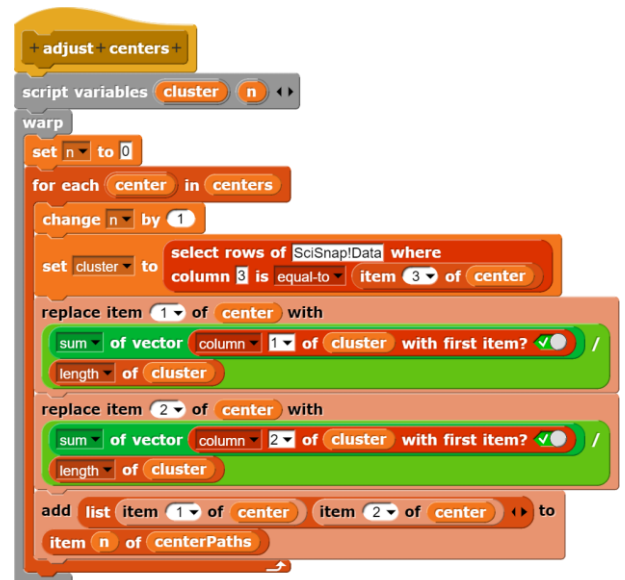 + adjust + centers +
script variables cluster n
warp
set n to 0
for each center in centers
change n by 1
set cluster to select rows of SciSnap!Data where
column 3 is equal-to item 3 of center
replace item 1 of center with
sum of vector column 1 of cluster with first item? /
length of cluster
replace item 2 of center with
sum of vector column 2 of cluster with first item? /
length of cluster
add list item 1 of center item 2 of center to
item n of centerPaths